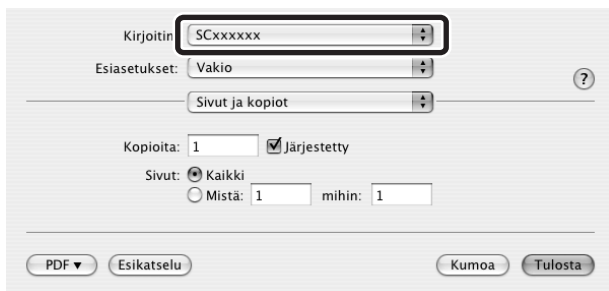 Kirjoitin: SCxxxxxx
Esiasetukset: Vakio
?
Sivut ja kopiot
Kopioita: 1 Järjestetty
Sivut: Kaikki
Mistä: 1 mihin: 1
PDF▼ Esikatselu Kumoa Tulosta